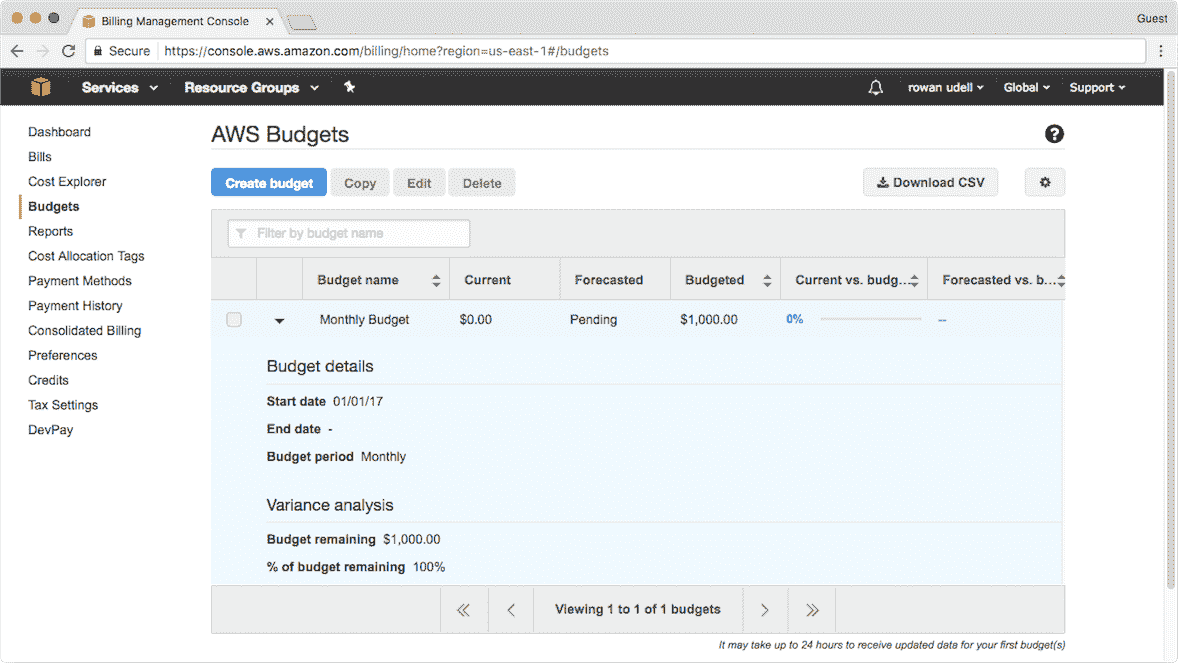 Billing Management Console
Guest
Secure https://console.aws.amazon.com/billing/home?region=us-east-1#/budgets
Services Resource Groups rowan udell Global Support
Dashboard
Bills
Cost Explorer
Budgets
Reports
Cost Allocation Tags
Payment Methods
Payment History
Consolidated Billing
Preferences
Credits
Tax Settings
DevPay
AWS Budgets
Create budget Copy Edit Delete Download CSV
Filter by budget name
Budget name Current Forecasted Budgeted Current vs. budg... Forecasted vs. b...
Monthly Budget $0.00 Pending $1,000.00 0% --
Budget details
Start date 01/01/17
End date -
Budget period Monthly
Variance analysis
Budget remaining $1,000.00
% of budget remaining 100%
Viewing 1 to 1 of 1 budgets
It may take up to 24 hours to receive updated data for your first budget(s)